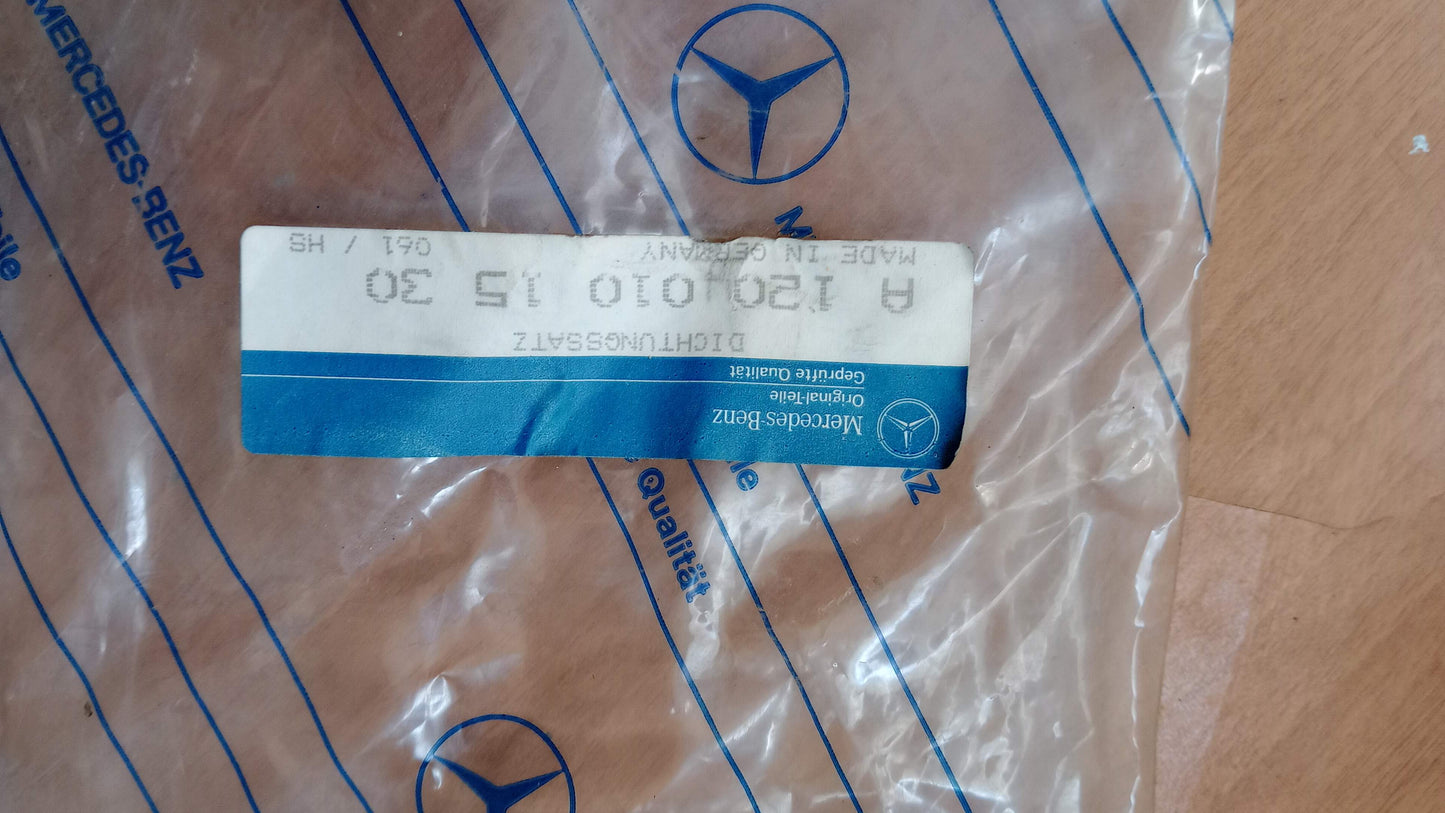 MERCEDES-BENZ
Mercedes-Benz
Original-Teile
Geprüfte Qualität
DICHTUNGSSATZ
A 120 010 15 30
MADE IN GERMANY 061 / HS
Qualität